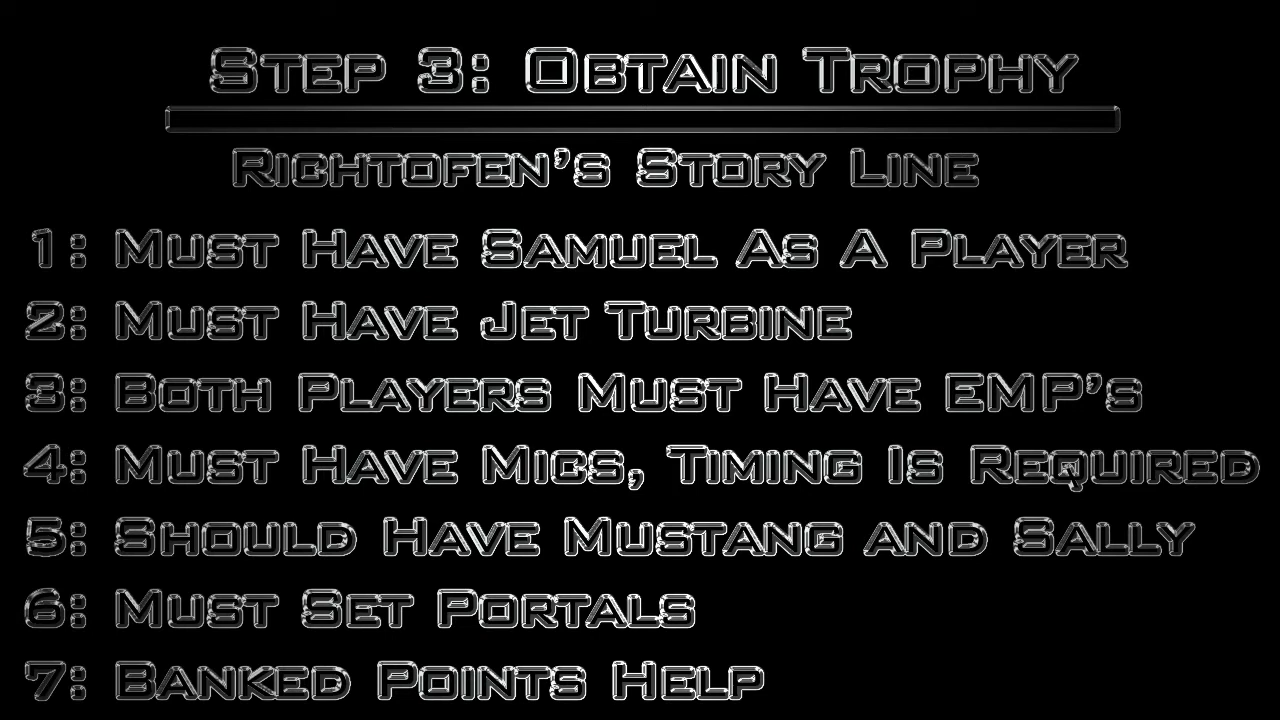 Step 3: Obtain Trophy
Richtofen's Story Line
1: Must Have Samuel As A Player
2: Must Have Jet Turbine
3: Both Players Must Have EMP's
4: Must Have Mics, Timing Is Required
5: Should Have Mustang and Sally
6: Must Set Portals
7: Banked Points Help